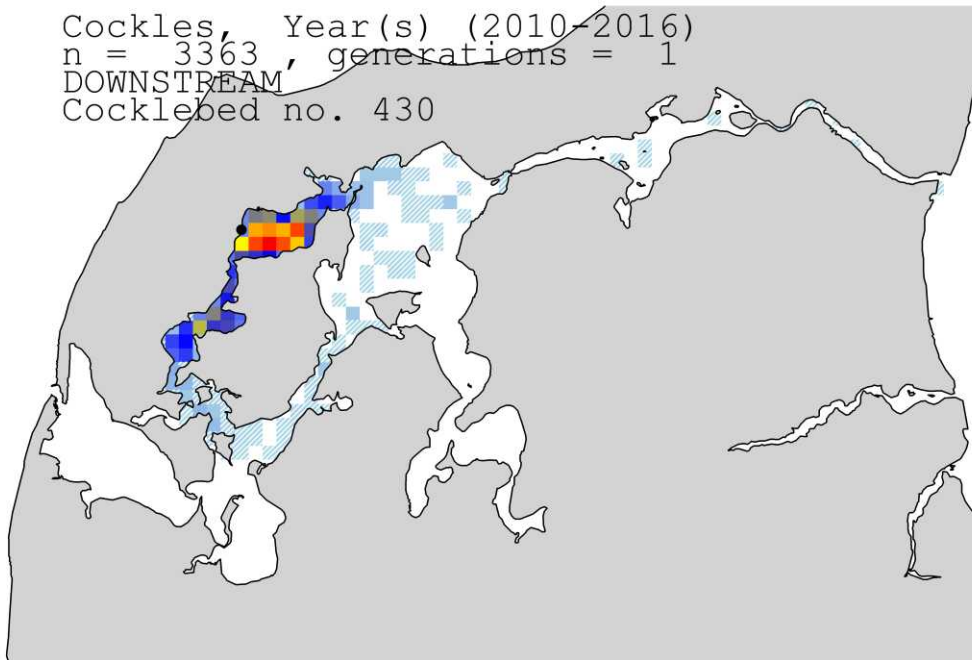 Cockles, Year(s) (2010-2016)
n = 3363 , generations = 1
DOWNSTREAM
Cocklebed no. 430